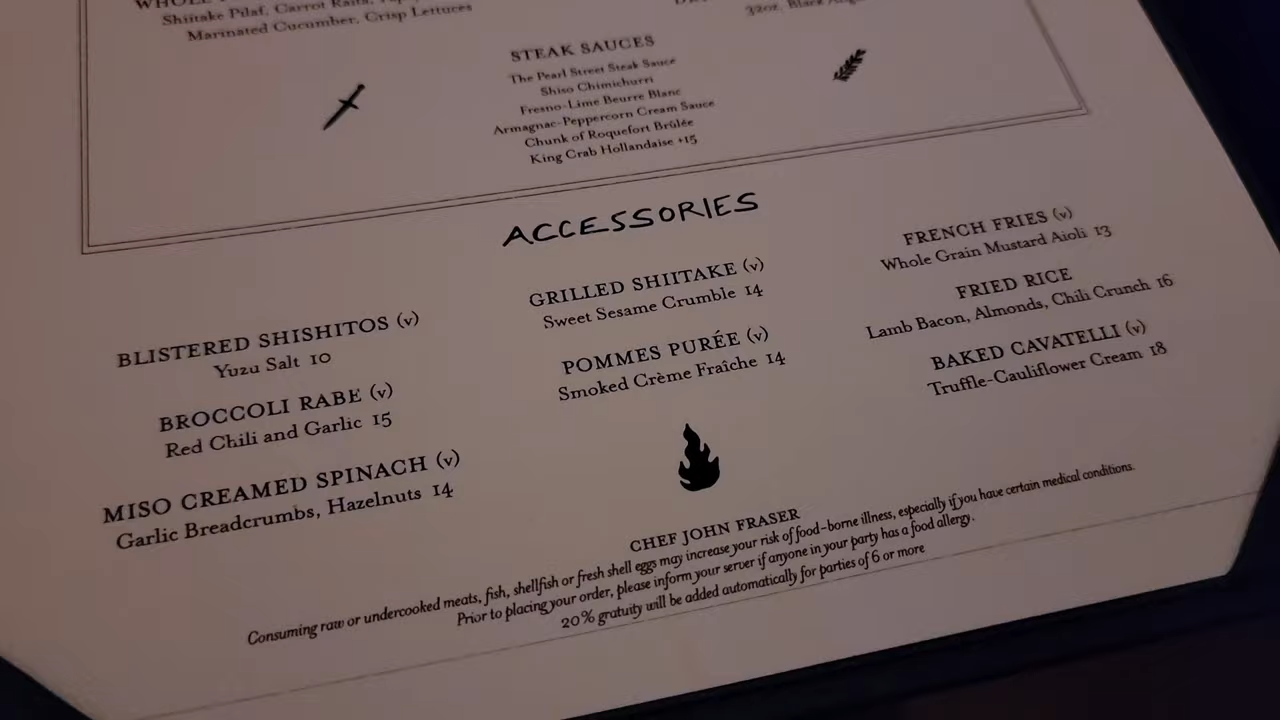 Shiitake Pilaf, Carrot Raita,
Marinated Cucumber, Crisp Lettuces
32oz. Black
STEAK SAUCES
The Pearl Street Steak Sauce
Shiso Chimichurri
Fresno-Lime Beurre Blanc
Armagnac-Peppercorn Cream Sauce
Chunk of Roquefort Brûlée
King Crab Hollandaise +15
ACCESSORIES
BLISTERED SHISHITOS (v)
Yuzu Salt 10
BROCCOLI RABE (v)
Red Chili and Garlic 15
MISO CREAMED SPINACH (v)
Garlic Breadcrumbs, Hazelnuts 14
GRILLED SHIITAKE (v)
Sweet Sesame Crumble 14
POMMES PURÉE (v)
Smoked Crème Fraîche 14
FRENCH FRIES (v)
Whole Grain Mustard Aioli 13
FRIED RICE
Lamb Bacon, Almonds, Chili Crunch 16
BAKED CAVATELLI (v)
Truffle-Cauliflower Cream 18
CHEF JOHN FRASER
Consuming raw or undercooked meats, fish, shellfish or fresh shell eggs may increase your risk of food-borne illness, especially if you have certain medical conditions.
Prior to placing your order, please inform your server if anyone in your party has a food allergy.
20% gratuity will be added automatically for parties of 6 or more